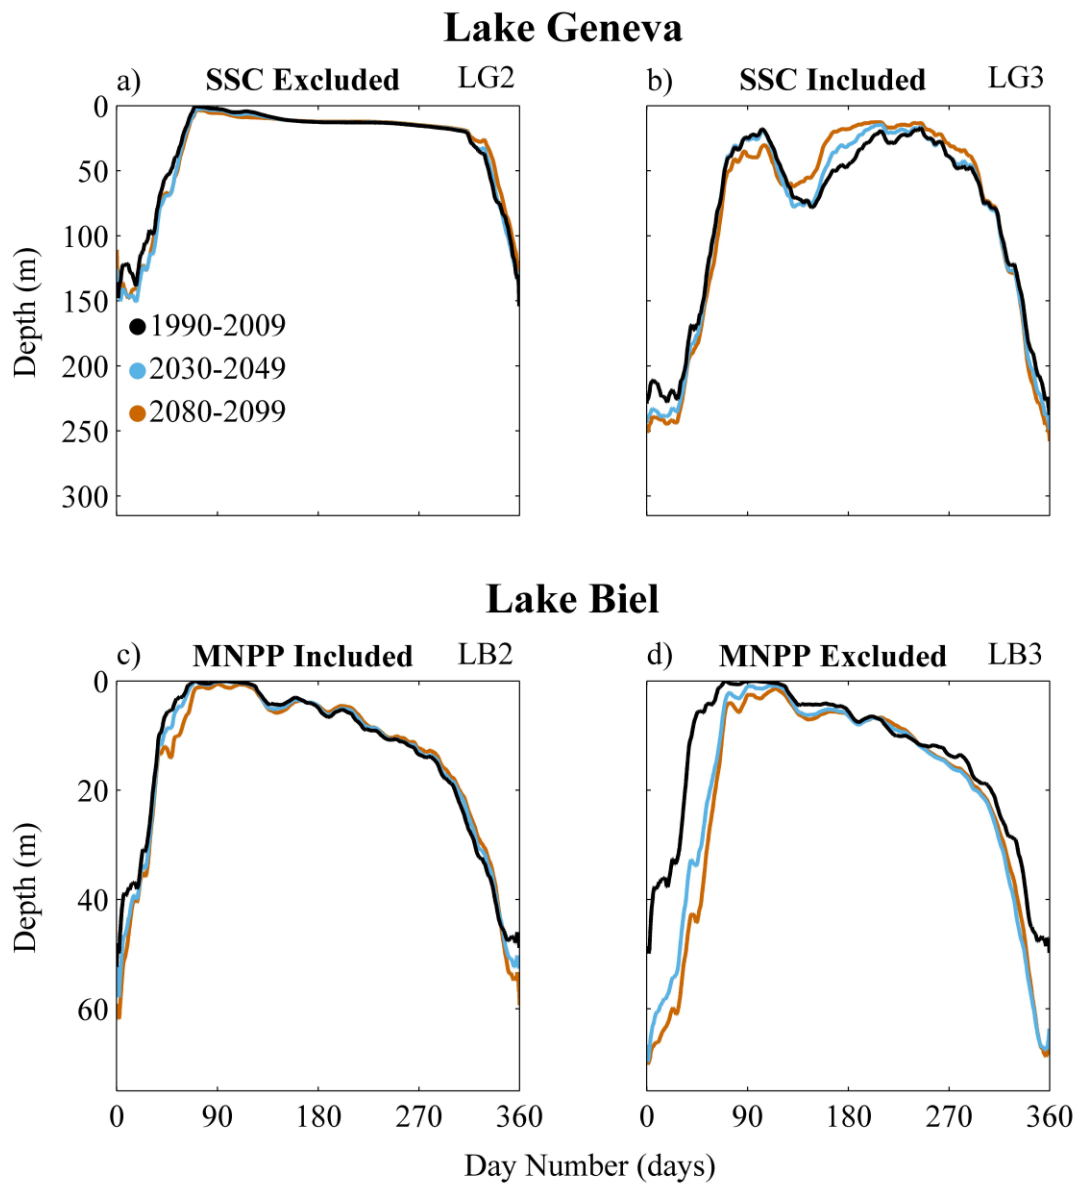 Lake Geneva
a) SSC Excluded LG2
b) SSC Included LG3
0
50
100
150
200
250
300
Depth (m)
1990-2009
2030-2049
2080-2099
Lake Biel
c) MNPP Included LB2
d) MNPP Excluded LB3
0
20
40
60
Depth (m)
0 90 180 270 360
0 90 180 270 360
Day Number (days)